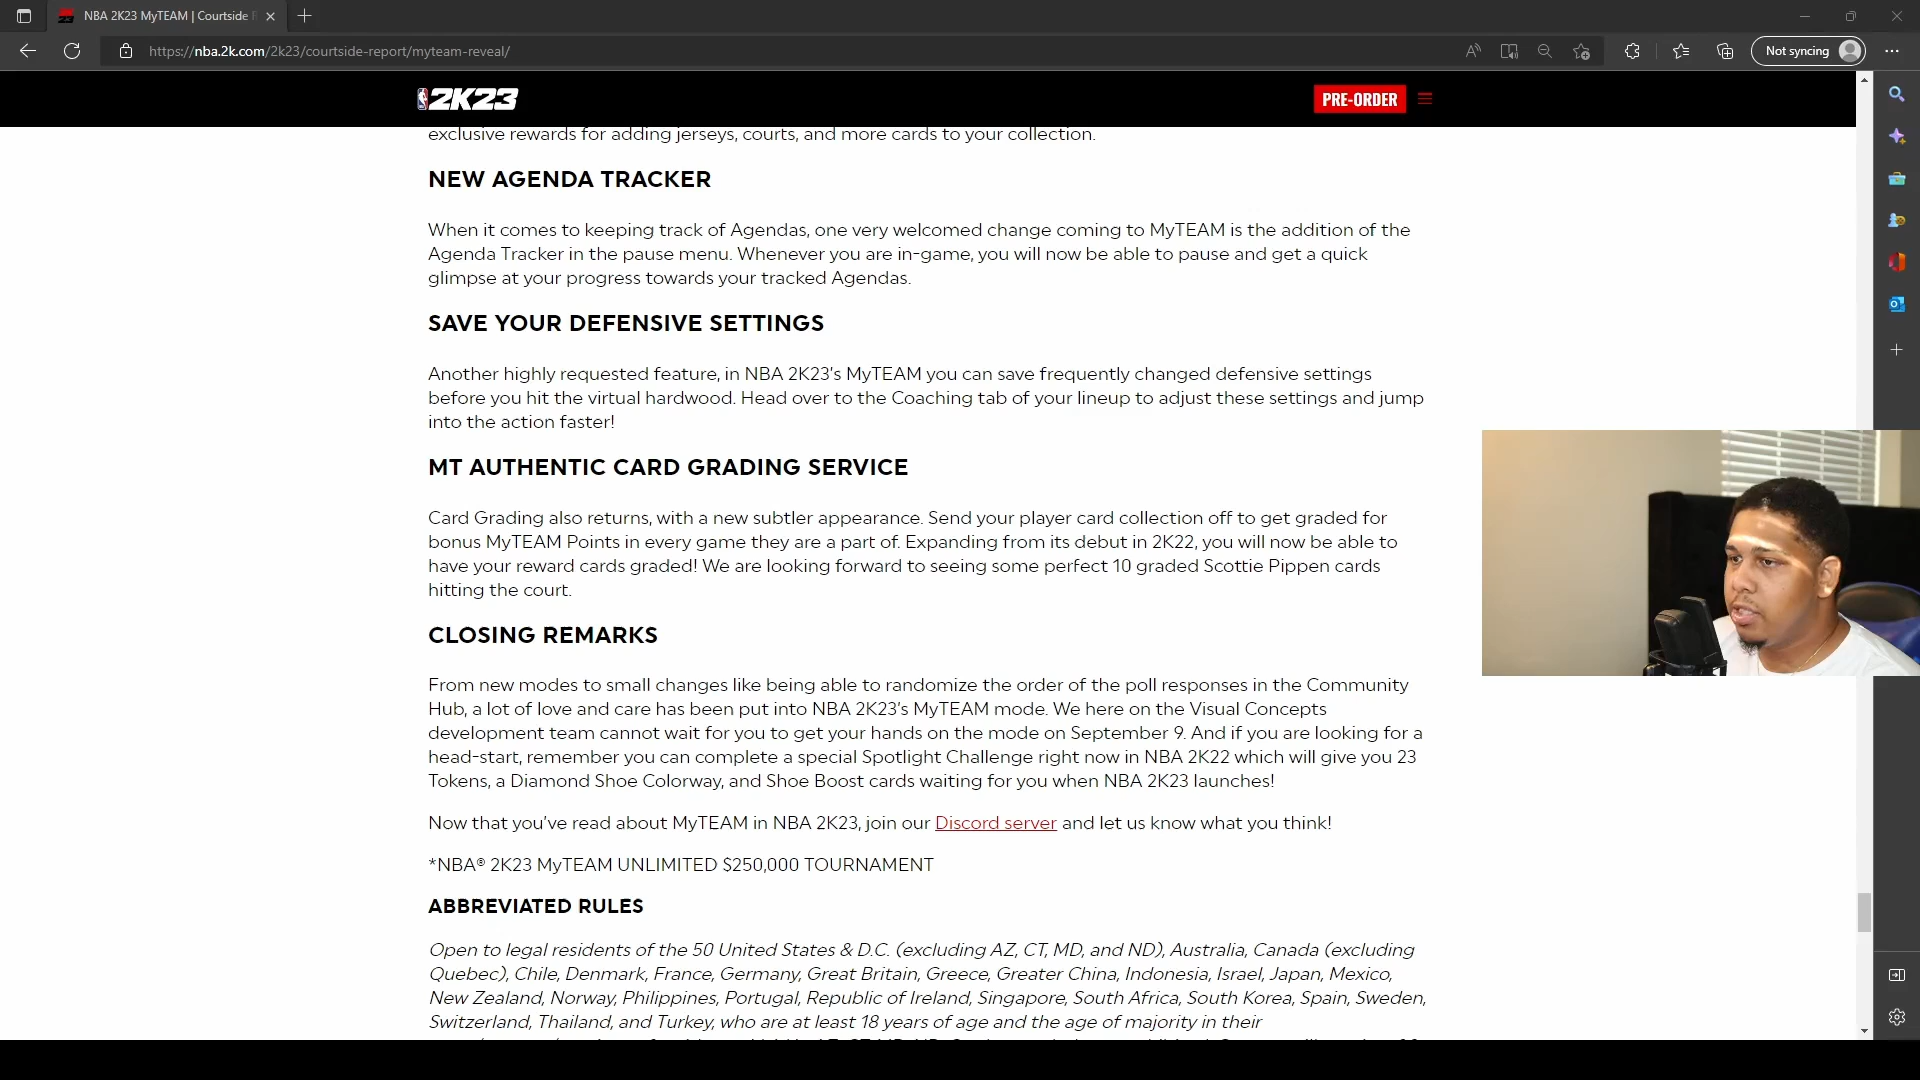 NBA 2K23 MyTEAM | Courtside
https://nba.2k.com/2k23/courtside-report/myteam-reveal/
Not syncing
2K23
PRE-ORDER
exclusive rewards for adding jerseys, courts, and more cards to your collection.
NEW AGENDA TRACKER
When it comes to keeping track of Agendas, one very welcomed change coming to MyTEAM is the addition of the
Agenda Tracker in the pause menu. Whenever you are in-game, you will now be able to pause and get a quick
glimpse at your progress towards your tracked Agendas.
SAVE YOUR DEFENSIVE SETTINGS
Another highly requested feature, in NBA 2K23’s MyTEAM you can save frequently changed defensive settings
before you hit the virtual hardwood. Head over to the Coaching tab of your lineup to adjust these settings and jump
into the action faster!
MT AUTHENTIC CARD GRADING SERVICE
Card Grading also returns, with a new subtler appearance. Send your player card collection off to get graded for
bonus MyTEAM Points in every game they are a part of. Expanding from its debut in 2K22, you will now be able to
have your reward cards graded! We are looking forward to seeing some perfect 10 graded Scottie Pippen cards
hitting the court.
CLOSING REMARKS
From new modes to small changes like being able to randomize the order of the poll responses in the Community
Hub, a lot of love and care has been put into NBA 2K23’s MyTEAM mode. We here on the Visual Concepts
development team cannot wait for you to get your hands on the mode on September 9. And if you are looking for a
head-start, remember you can complete a special Spotlight Challenge right now in NBA 2K22 which will give you 23
Tokens, a Diamond Shoe Colorway, and Shoe Boost cards waiting for you when NBA 2K23 launches!
Now that you’ve read about MyTEAM in NBA 2K23, join our Discord server and let us know what you think!
*NBA® 2K23 MyTEAM UNLIMITED $250,000 TOURNAMENT
ABBREVIATED RULES
Open to legal residents of the 50 United States & D.C. (excluding AZ, CT, MD, and ND), Australia, Canada (excluding
Quebec), Chile, Denmark, France, Germany, Great Britain, Greece, Greater China, Indonesia, Israel, Japan, Mexico,
New Zealand, Norway, Philippines, Portugal, Republic of Ireland, Singapore, South Africa, South Korea, Spain, Sweden,
Switzerland, Thailand, and Turkey, who are at least 18 years of age and the age of majority in their